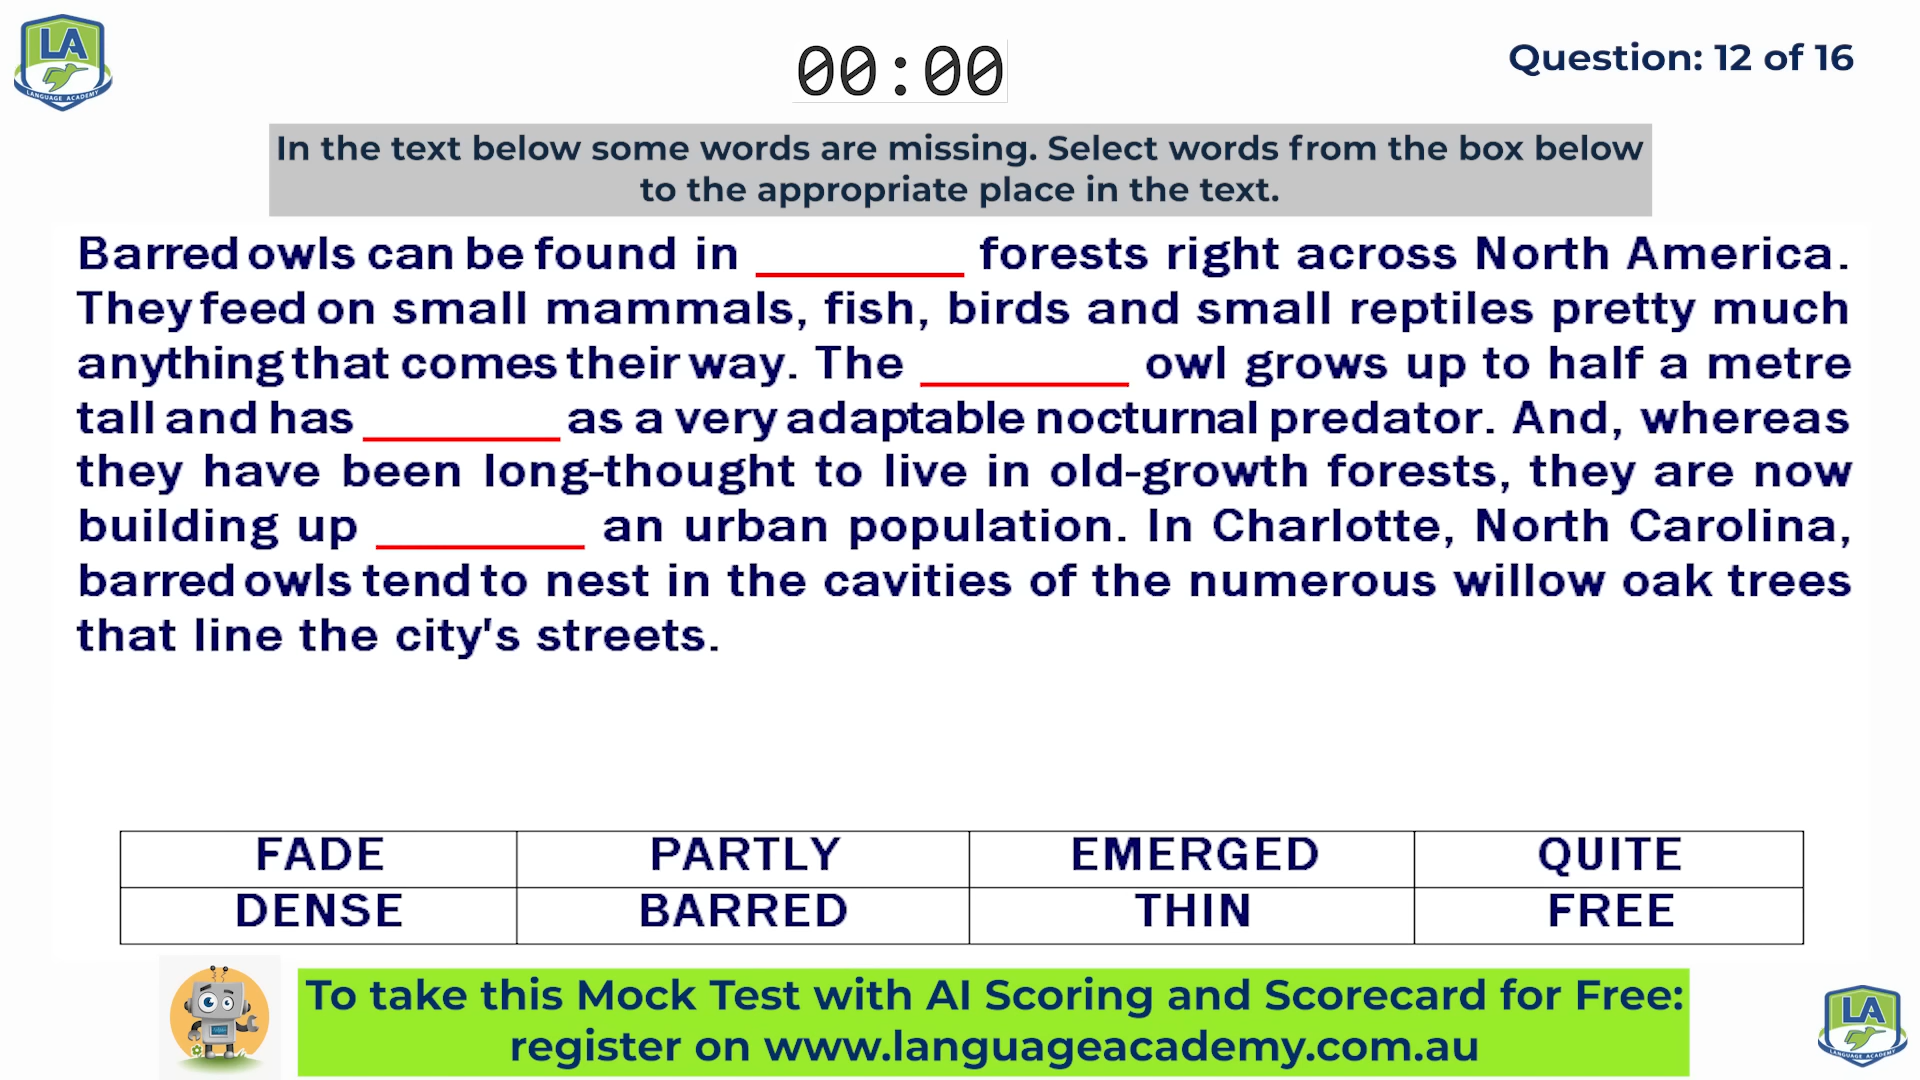 LA
LANGUAGE ACADEMY
00:00
Question: 12 of 16
In the text below some words are missing. Select words from the box below
to the appropriate place in the text.
Barred owls can be found in ________ forests right across North America.
They feed on small mammals, fish, birds and small reptiles pretty much
anything that comes their way. The ________ owl grows up to half a metre
tall and has ________ as a very adaptable nocturnal predator. And, whereas
they have been long-thought to live in old-growth forests, they are now
building up ________ an urban population. In Charlotte, North Carolina,
barred owls tend to nest in the cavities of the numerous willow oak trees
that line the city's streets.
FADE PARTLY EMERGED QUITE
DENSE BARRED THIN FREE
To take this Mock Test with AI Scoring and Scorecard for Free:
register on www.languageacademy.com.au
LA
LANGUAGE ACADEMY